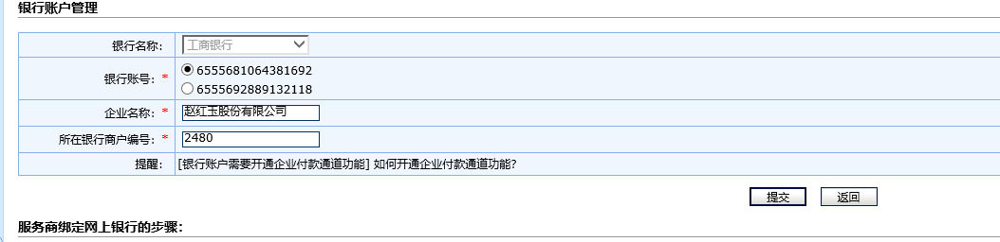 银行账户管理
银行名称: 工商银行
银行账号: * 6555681064381692
6555692889132118
企业名称: * 赵红玉股份有限公司
所在银行商户编号: * 2480
提醒: [银行账户需要开通企业付款通道功能] 如何开通企业付款通道功能?
提交 返回
服务商绑定网上银行的步骤: